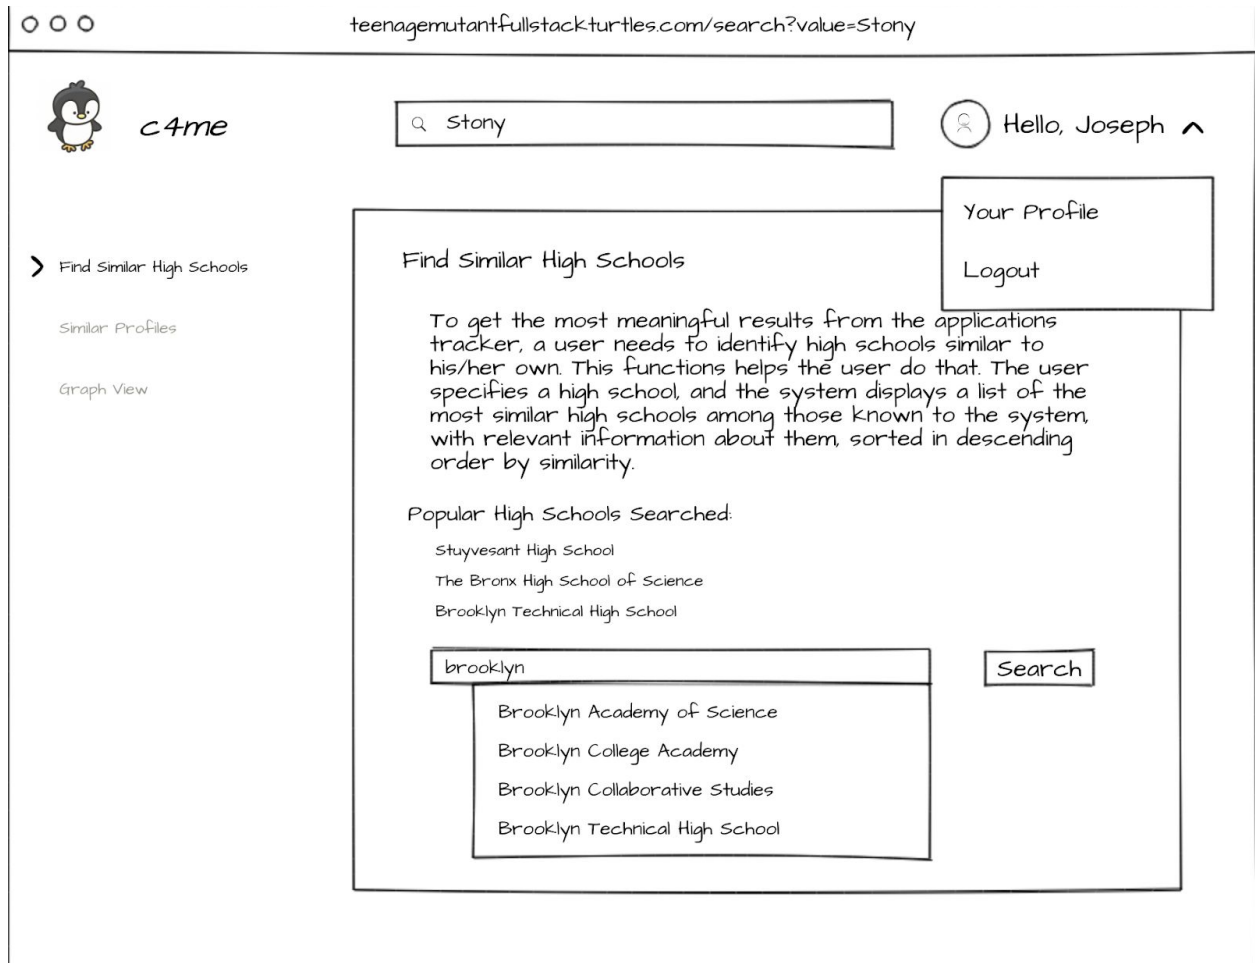 teenagemutantfullstackturtles.com/search?value=Stony
c4me
Stony
Hello, Joseph
Your Profile
Logout
Find Similar High Schools
Similar Profiles
Graph View
Find Similar High Schools
To get the most meaningful results from the applications
tracker, a user needs to identify high schools similar to
his/her own. This functions helps the user do that. The user
specifies a high school, and the system displays a list of the
most similar high schools among those known to the system,
with relevant information about them, sorted in descending
order by similarity.
Popular High Schools Searched:
Stuyvesant High School
The Bronx High School of Science
Brooklyn Technical High School
brooklyn
Search
Brooklyn Academy of Science
Brooklyn College Academy
Brooklyn Collaborative Studies
Brooklyn Technical High School